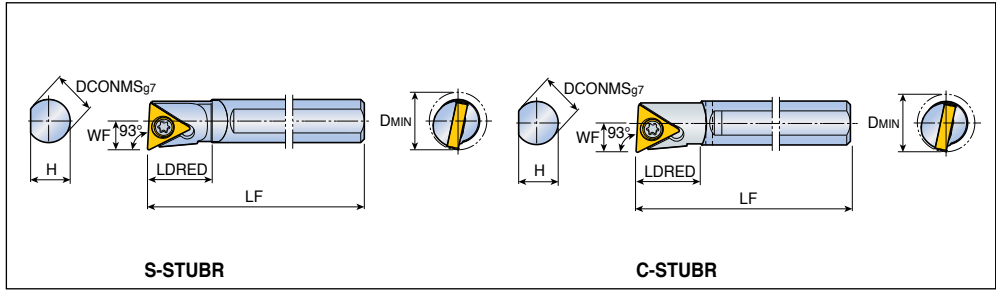 DCONMSg7
WF
93°
H
LDRED
LF
DMIN
S-STUBR
DCONMSg7
WF
93°
H
LDRED
LF
DMIN
C-STUBR